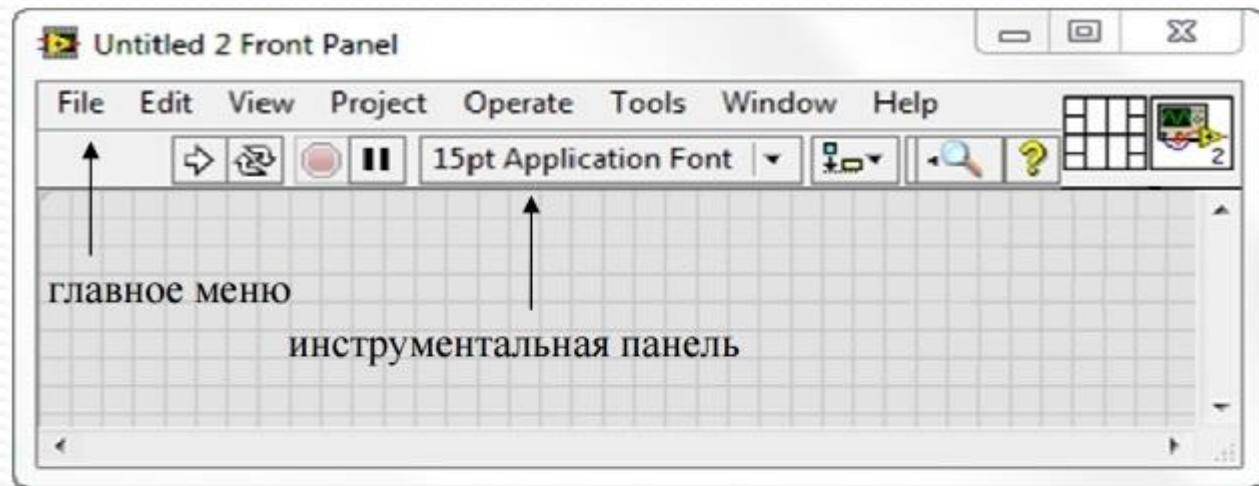 Untitled 2 Front Panel
File Edit View Project Operate Tools Window Help
15pt Application Font
?
2
главное меню
инструментальная панель